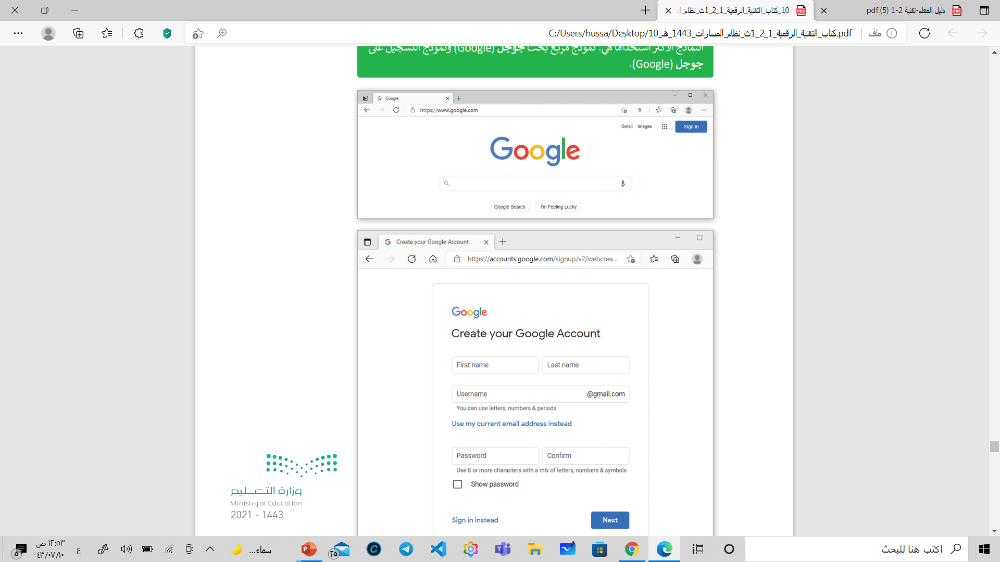 دليل المعلم-تقنية 2-1 (5).pdf
10_كتاب_التقنية_الرقمية_1_2_1ث_نظام_الـ
ملف
C:/Users/hussa/Desktop/10_كتاب_التقنية_الرقمية_1_2_1ث_نظام_المسارات_1443_هـ.pdf
النماذج الأكثر استخدامًا هي: نموذج مربع بحث جوجل (Google) ونموذج التسجيل على
جوجل (Google).
Google
https://www.google.com
Gmail Images Sign in
Google
Google Search I'm Feeling Lucky
Create your Google Account
https://accounts.google.com/signup/v2/webcrea...
Google
Create your Google Account
First name Last name
Username @gmail.com
You can use letters, numbers & periods
Use my current email address instead
Password Confirm
Use 8 or more characters with a mix of letters, numbers & symbols
Show password
Sign in instead Next
وزارة التعليم
Ministry of Education
2021 - 1443
اكتب هنا للبحث
سماء...
٢٥
ع
١٢:٥٣ ص
٤٣/٠٧/١٠
٥